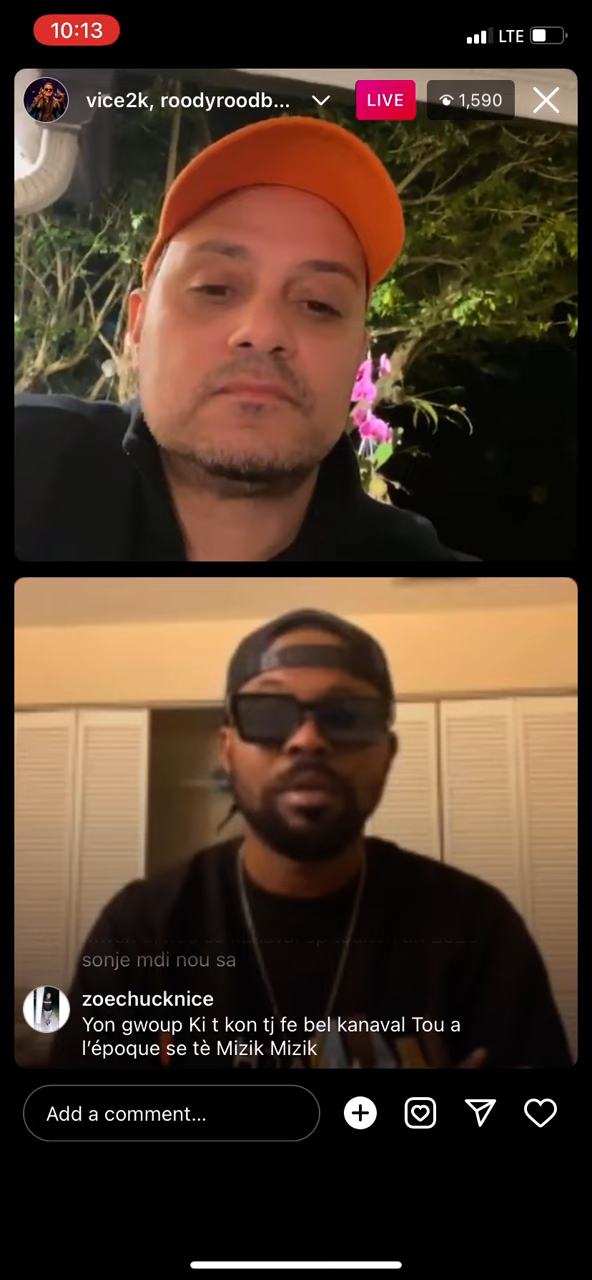 10:13
LTE
vice2k, roodyroodb...
LIVE
1,590
sonje mdi nou sa
zoechucknice
Yon gwoup Ki t kon tj fe bel kanaval Tou a
l'époque se tè Mizik Mizik
Add a comment...